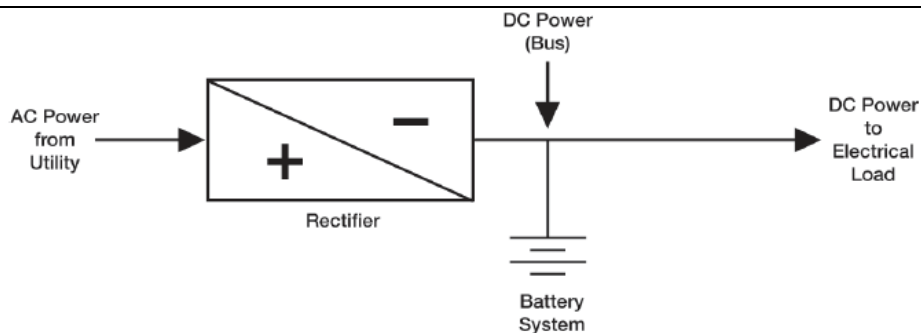 AC Power
from
Utility
+
−
Rectifier
DC Power
(Bus)
Battery
System
DC Power
to
Electrical
Load